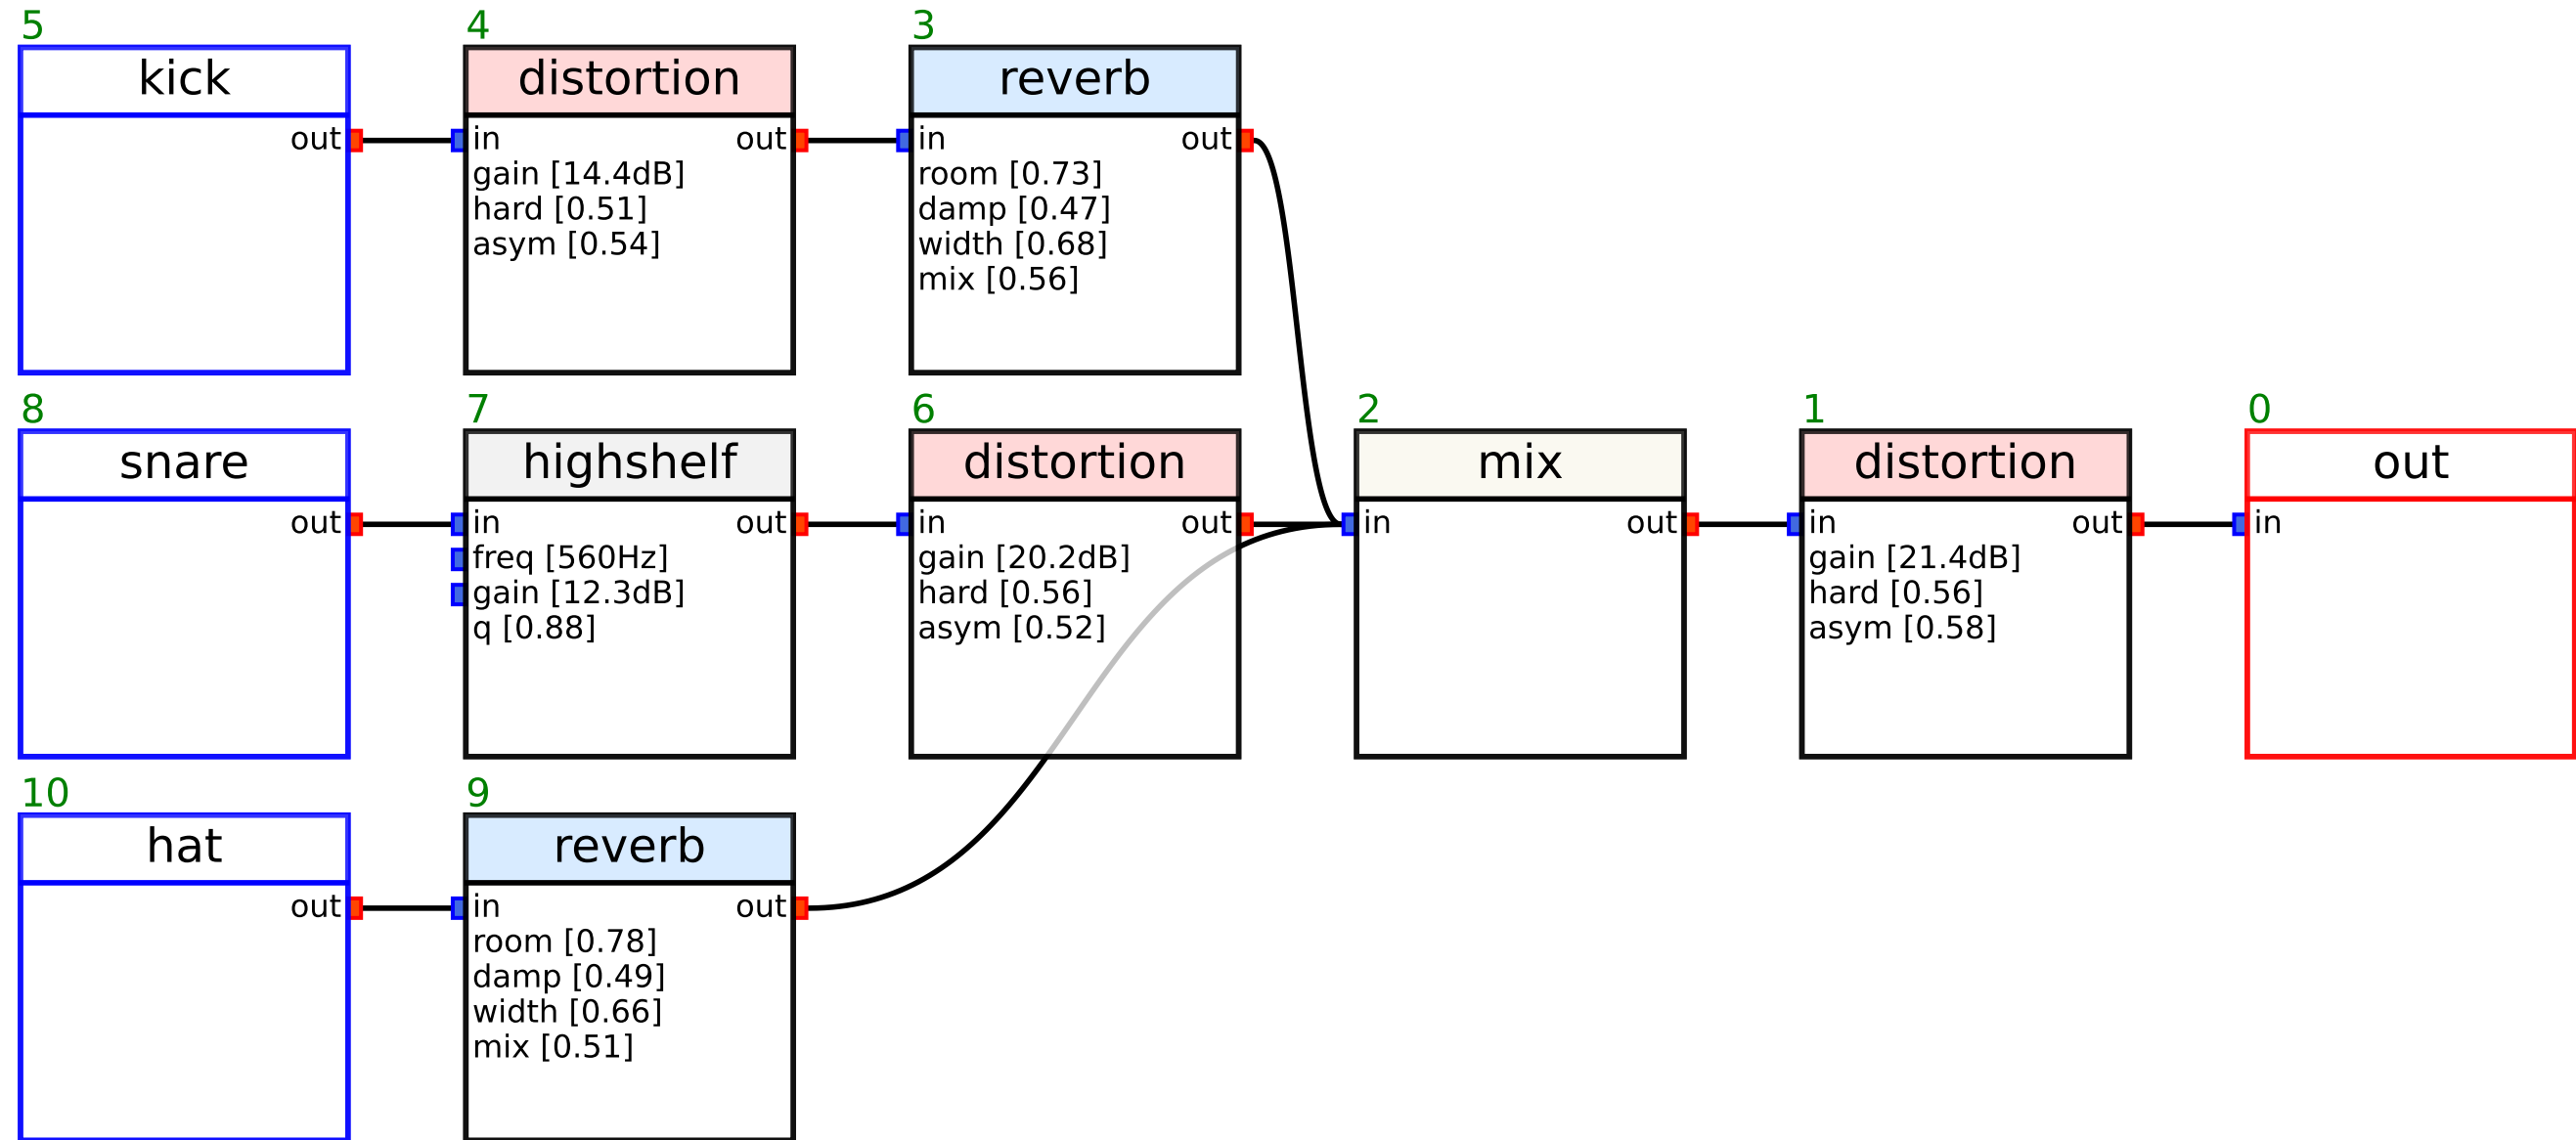 5
kick
out
4
distortion
in out
gain [14.4dB]
hard [0.51]
asym [0.54]
3
reverb
in out
room [0.73]
damp [0.47]
width [0.68]
mix [0.56]
8
snare
out
7
highshelf
in out
freq [560Hz]
gain [12.3dB]
q [0.88]
6
distortion
in out
gain [20.2dB]
hard [0.56]
asym [0.52]
2
mix
in out
1
distortion
in out
gain [21.4dB]
hard [0.56]
asym [0.58]
0
out
in
10
hat
out
9
reverb
in out
room [0.78]
damp [0.49]
width [0.66]
mix [0.51]